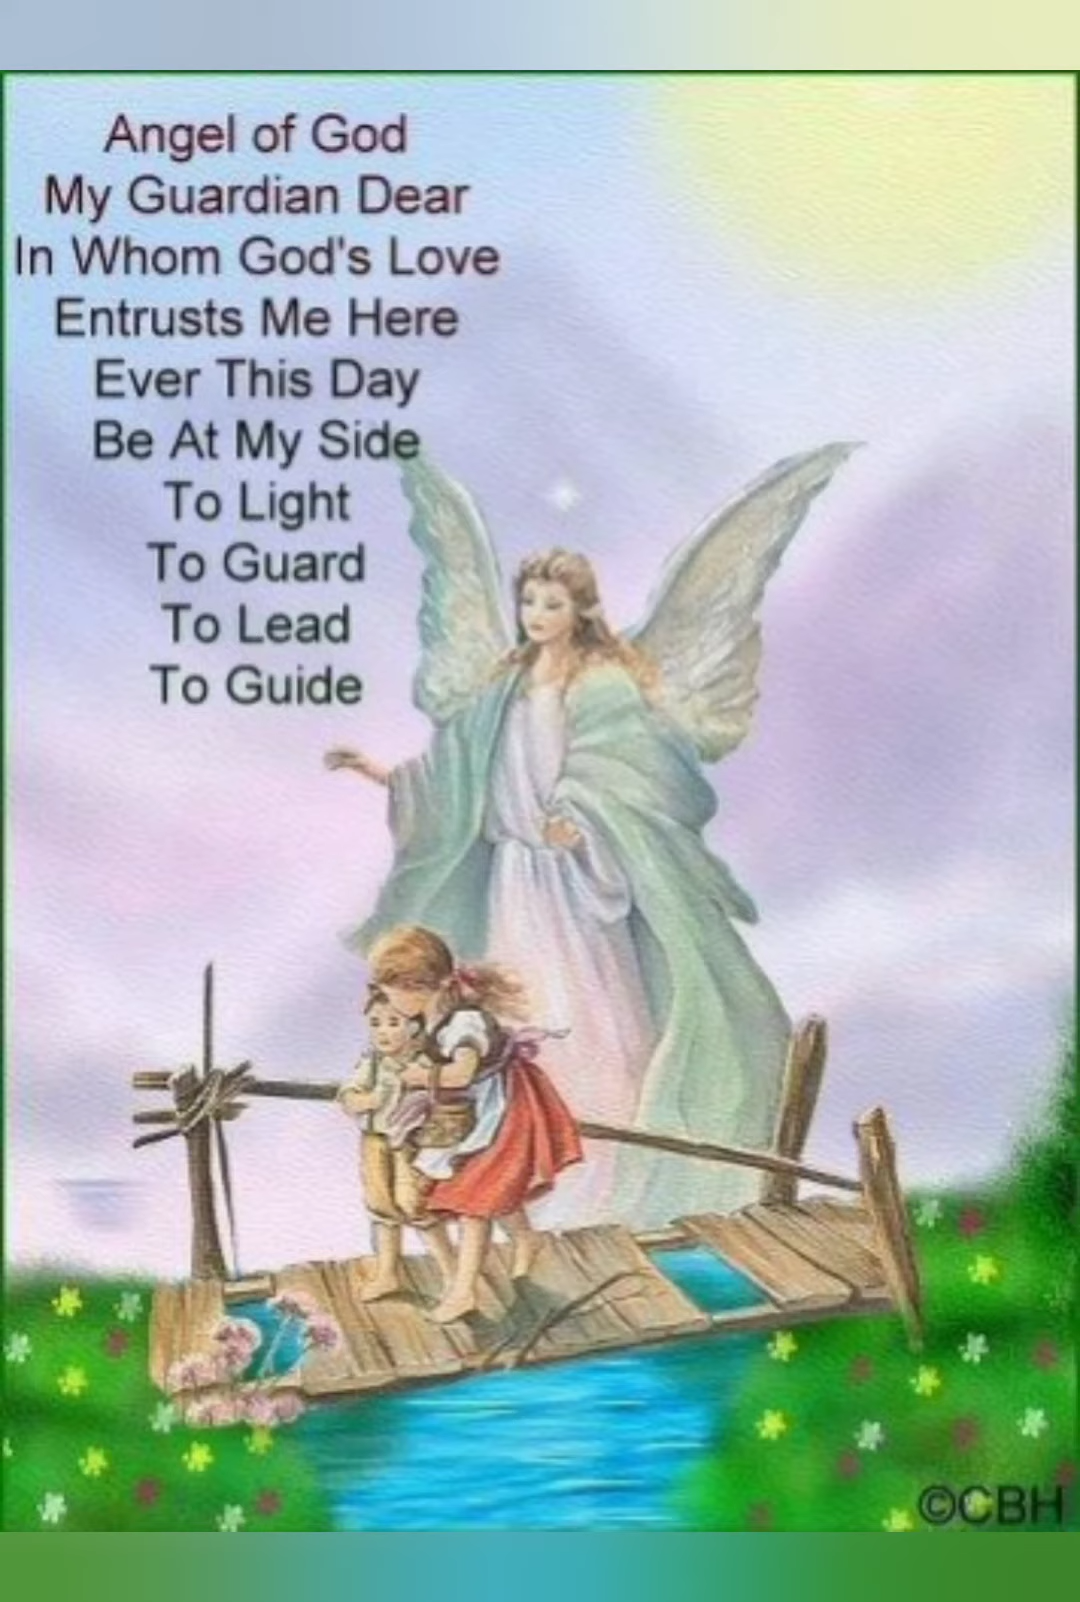 Angel of God
My Guardian Dear
In Whom God's Love
Entrusts Me Here
Ever This Day
Be At My Side
To Light
To Guard
To Lead
To Guide
©CBH